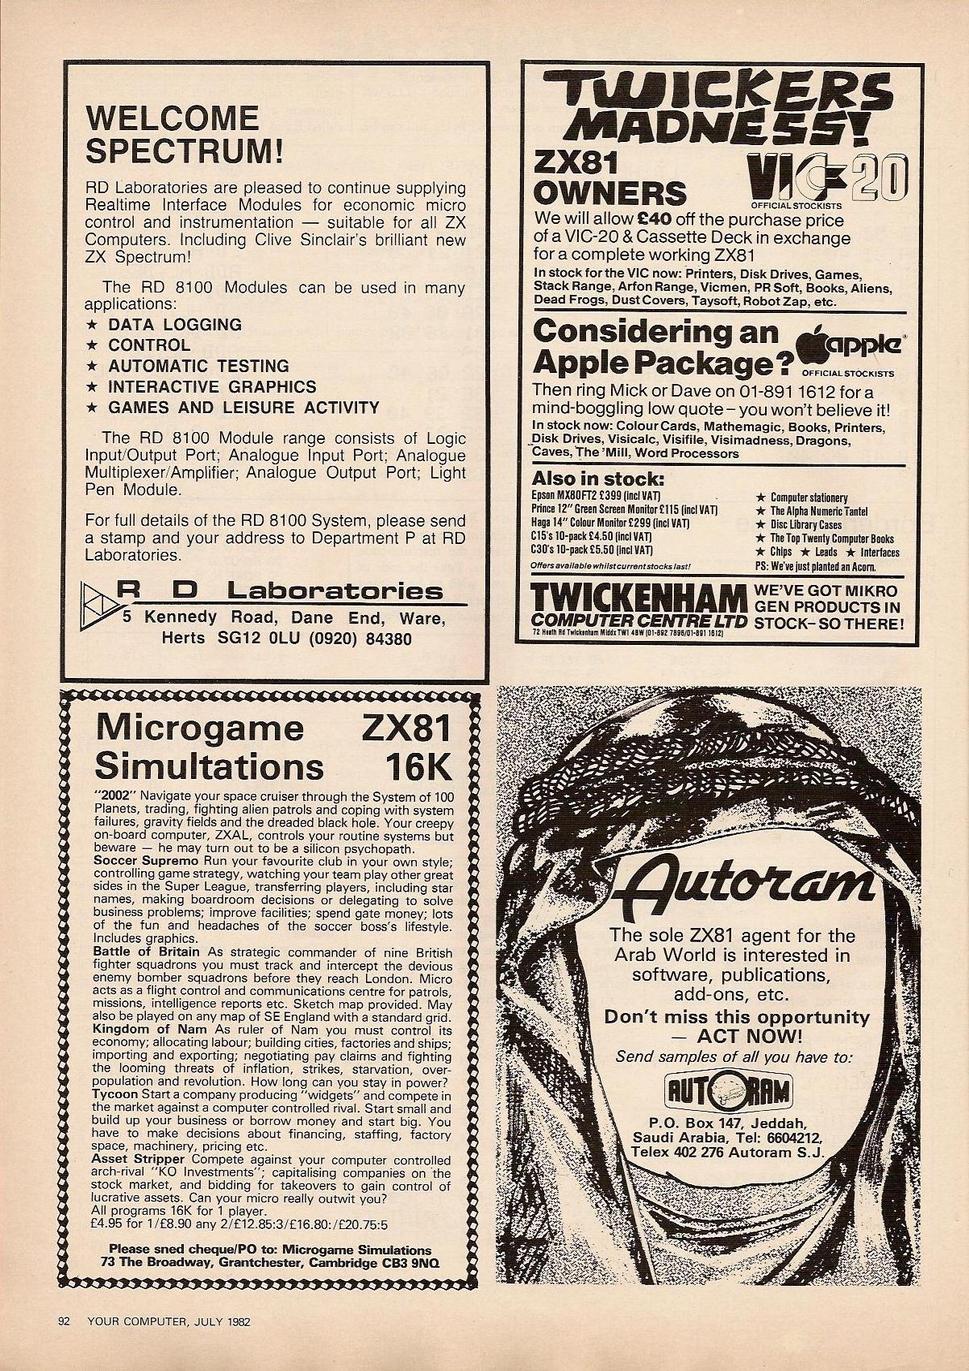 WELCOME
SPECTRUM!
RD Laboratories are pleased to continue supplying
Realtime Interface Modules for economic micro
control and instrumentation — suitable for all ZX
Computers. Including Clive Sinclair's brilliant new
ZX Spectrum!
The RD 8100 Modules can be used in many
applications:
★ DATA LOGGING
★ CONTROL
★ AUTOMATIC TESTING
★ INTERACTIVE GRAPHICS
★ GAMES AND LEISURE ACTIVITY
The RD 8100 Module range consists of Logic
Input/Output Port; Analogue Input Port; Analogue
Multiplexer/Amplifier; Analogue Output Port; Light
Pen Module.
For full details of the RD 8100 System, please send
a stamp and your address to Department P at RD
Laboratories.
R D Laboratories
5 Kennedy Road, Dane End, Ware,
Herts SG12 0LU (0920) 84380
TWICKERS
MADNESS!
ZX81
OWNERS
VIC 20
OFFICIAL STOCKISTS
We will allow £40 off the purchase price
of a VIC-20 & Cassette Deck in exchange
for a complete working ZX81
In stock for the VIC now: Printers, Disk Drives, Games,
Stack Range, Arfon Range, Vicmen, PR Soft, Books, Aliens,
Dead Frogs, Dust Covers, Taysoft, Robot Zap, etc.
Considering an
Apple Package?
apple
OFFICIAL STOCKISTS
Then ring Mick or Dave on 01-891 1612 for a
mind-boggling low quote – you won't believe it!
In stock now: Colour Cards, Mathemagic, Books, Printers,
Disk Drives, Visicalc, Visifile, Visimadness, Dragons,
Caves, The 'Mill, Word Processors
Also in stock:
Epson MX80FT2 £399 (incl VAT)
Prince 12" Green Screen Monitor £115 (incl VAT)
Haga 14" Colour Monitor £299 (incl VAT)
C15's 10-pack £4.50 (incl VAT)
C30's 10-pack £5.50 (incl VAT)
Offers available whilst current stocks last!
★ Computer stationery
★ The Alpha Numeric Tantel
★ Disc Library Cases
★ The Top Twenty Computer Books
★ Chips ★ Leads ★ Interfaces
PS: We've just planted an Acorn.
TWICKENHAM
COMPUTER CENTRE LTD
72 Heath Rd Twickenham Middx TW1 4BW (01-892 7896/01-891 1612)
WE'VE GOT MIKRO
GEN PRODUCTS IN
STOCK– SO THERE!
Microgame ZX81
Simultations 16K
"2002" Navigate your space cruiser through the System of 100
Planets, trading, fighting alien patrols and coping with system
failures, gravity fields and the dreaded black hole. Your creepy
on-board computer, ZXAL, controls your routine systems but
beware — he may turn out to be a silicon psychopath.
Soccer Supremo Run your favourite club in your own style;
controlling game strategy, watching your team play other great
sides in the Super League, transferring players, including star
names, making boardroom decisions or delegating to solve
business problems; improve facilities; spend gate money; lots
of the fun and headaches of the soccer boss's lifestyle.
Includes graphics.
Battle of Britain As strategic commander of nine British
fighter squadrons you must track and intercept the devious
enemy bomber squadrons before they reach London. Micro
acts as a flight control and communications centre for patrols,
missions, intelligence reports etc. Sketch map provided. May
also be played on any map of SE England with a standard grid.
Kingdom of Nam As ruler of Nam you must control its
economy; allocating labour; building cities, factories and ships;
importing and exporting; negotiating pay claims and fighting
the looming threats of inflation, strikes, starvation, over-
population and revolution. How long can you stay in power?
Tycoon Start a company producing "widgets" and compete in
the market against a computer controlled rival. Start small and
build up your business or borrow money and start big. You
have to make decisions about financing, staffing, factory
space, machinery, pricing etc.
Asset Stripper Compete against your computer controlled
arch-rival "KO Investments"; capitalising companies on the
stock market, and bidding for takeovers to gain control of
lucrative assets. Can your micro really outwit you?
All programs 16K for 1 player.
£4.95 for 1/£8.90 any 2/£12.85:3/£16.80:/£20.75:5
Please sned cheque/PO to: Microgame Simulations
73 The Broadway, Grantchester, Cambridge CB3 9NQ
Autoram
The sole ZX81 agent for the
Arab World is interested in
software, publications,
add-ons, etc.
Don't miss this opportunity
— ACT NOW!
Send samples of all you have to:
AUTORAM
P.O. Box 147, Jeddah,
Saudi Arabia, Tel: 6604212,
Telex 402 276 Autoram S.J.
92 YOUR COMPUTER, JULY 1982